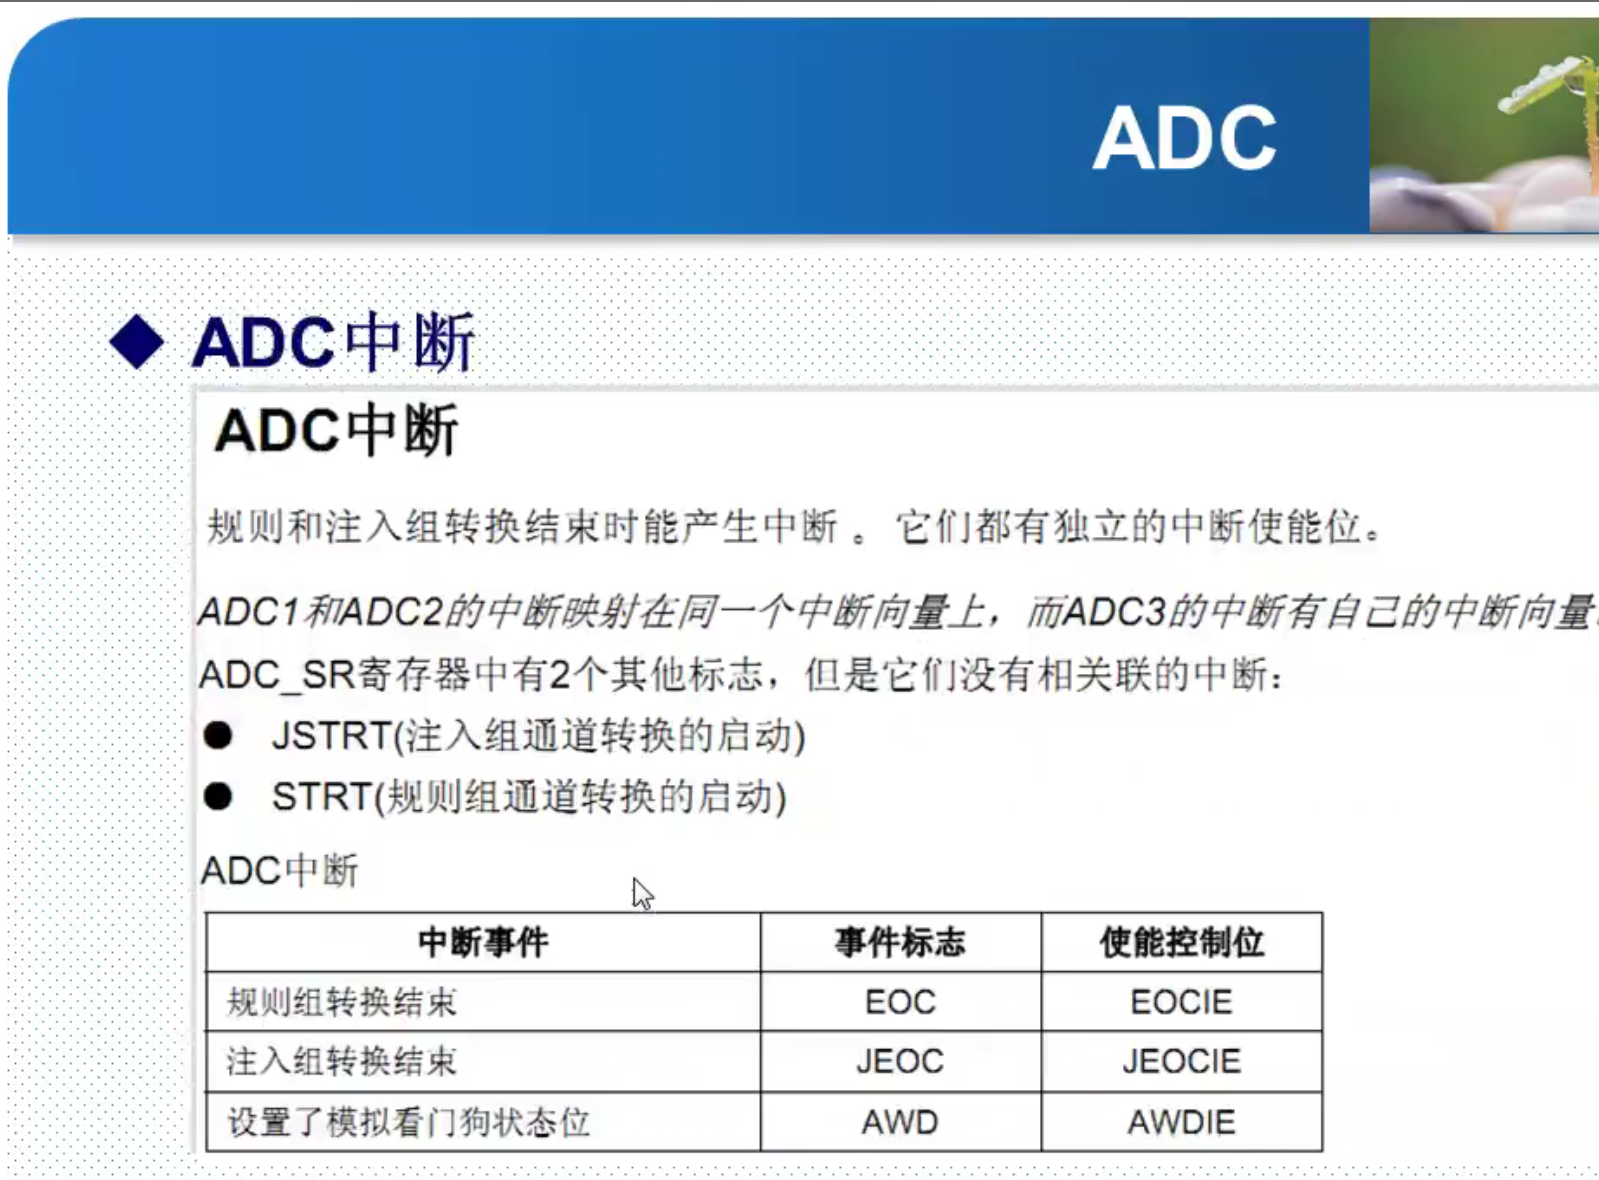 ADC
ADC中断
ADC中断
规则和注入组转换结束时能产生中断。它们都有独立的中断使能位。
ADC1和ADC2的中断映射在同一个中断向量上，而ADC3的中断有自己的中断向量
ADC_SR寄存器中有2个其他标志，但是它们没有相关联的中断：
● JSTRT(注入组通道转换的启动)
● STRT(规则组通道转换的启动)
ADC中断
中断事件 事件标志 使能控制位
规则组转换结束 EOC EOCIE
注入组转换结束 JEOC JEOCIE
设置了模拟看门狗状态位 AWD AWDIE